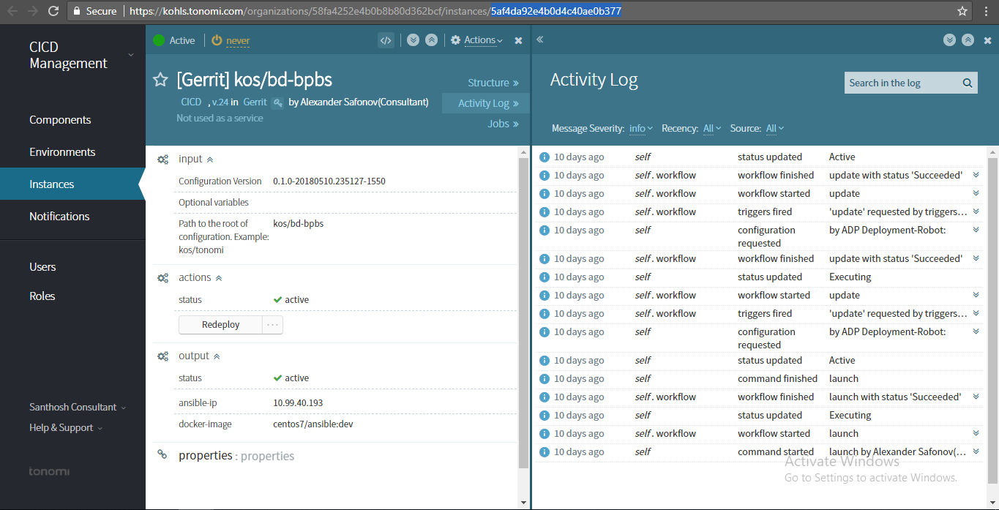 Secure https://kohls.tonomi.com/organizations/58fa4252e4b0b8b80d362bcf/instances/5af4da92e4b0d4c40ae0b377
CICD
Management
Components
Environments
Instances
Notifications
Users
Roles
Santhosh Consultant
Help & Support
tonomi
Active never </> Actions
[Gerrit] kos/bd-bpbs
CICD , v.24 in Gerrit by Alexander Safonov(Consultant)
Not used as a service
Structure »
Activity Log »
Jobs »
input
Configuration Version 0.1.0-20180510.235127-1550
Optional variables
Path to the root of kos/bd-bpbs
configuration. Example:
kos/tonomi
actions
status active
Redeploy ...
output
status active
ansible-ip 10.99.40.193
docker-image centos7/ansible:dev
properties : properties
Activity Log
Search in the log
Message Severity: info Recency: All Source: All
10 days ago self status updated Active
10 days ago self . workflow workflow finished update with status 'Succeeded'
10 days ago self . workflow workflow started update
10 days ago self . workflow triggers fired 'update' requested by triggers...
10 days ago self configuration by ADP Deployment-Robot:
requested
10 days ago self . workflow workflow finished update with status 'Succeeded'
10 days ago self status updated Executing
10 days ago self . workflow workflow started update
10 days ago self . workflow triggers fired 'update' requested by triggers...
10 days ago self configuration by ADP Deployment-Robot:
requested
10 days ago self status updated Active
10 days ago self command finished launch
10 days ago self . workflow workflow finished launch with status 'Succeeded'
10 days ago self status updated Executing
10 days ago self . workflow workflow started launch
10 days ago self command started launch by Alexander Safonov(...
Activate Windows
Go to Settings to activate Windows.